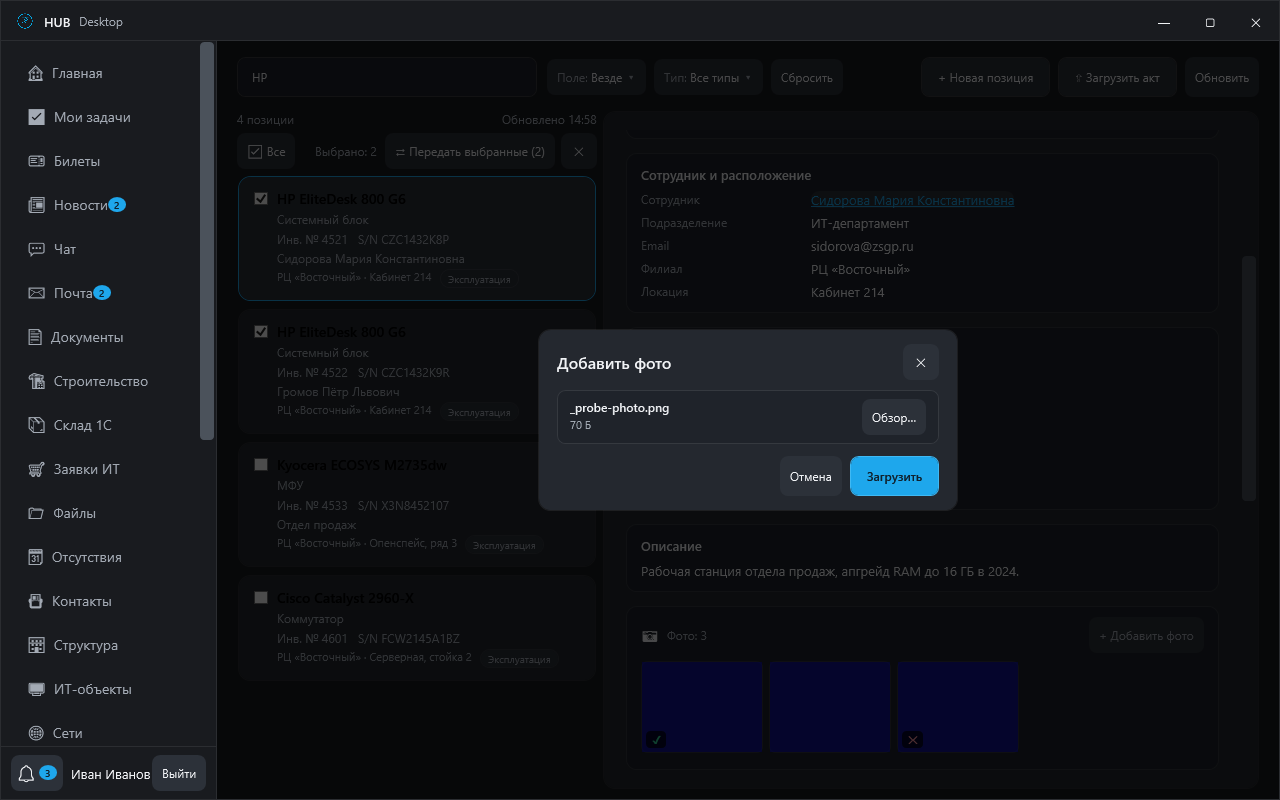 HUB Desktop
Главная
Мои задачи
Билеты
Новости 2
Чат
Почта 2
Документы
Строительство
Склад 1С
Заявки ИТ
Файлы
Отсутствия
Контакты
Структура
ИТ-объекты
Сети
3 Иван Иванов Выйти
HP
Поле: Везде
Тип: Все типы
Сбросить
+ Новая позиция
⇧ Загрузить акт
Обновить
4 позиции
Обновлено 14:58
Все
Выбрано: 2
⇄ Передать выбранные (2)
HP EliteDesk 800 G6
Системный блок
Инв. № 4521 S/N CZC1432K8P
Сидорова Мария Константиновна
РЦ «Восточный» · Кабинет 214 Эксплуатация
HP EliteDesk 800 G6
Системный блок
Инв. № 4522 S/N CZC1432K9R
Громов Пётр Львович
РЦ «Восточный» · Кабинет 214 Эксплуатация
Kyocera ECOSYS M2735dw
МФУ
Инв. № 4533 S/N X3N8452107
Отдел продаж
РЦ «Восточный» · Опенспейс, ряд 3 Эксплуатация
Cisco Catalyst 2960-X
Коммутатор
Инв. № 4601 S/N FCW2145A1BZ
РЦ «Восточный» · Серверная, стойка 2 Эксплуатация
Сотрудник и расположение
Сотрудник Сидорова Мария Константиновна
Подразделение ИТ-департамент
Email sidorova@zsgp.ru
Филиал РЦ «Восточный»
Локация Кабинет 214
Добавить фото
_probe-photo.png
70 Б
Обзор...
Отмена
Загрузить
Описание
Рабочая станция отдела продаж, апгрейд RAM до 16 ГБ в 2024.
Фото: 3
+ Добавить фото